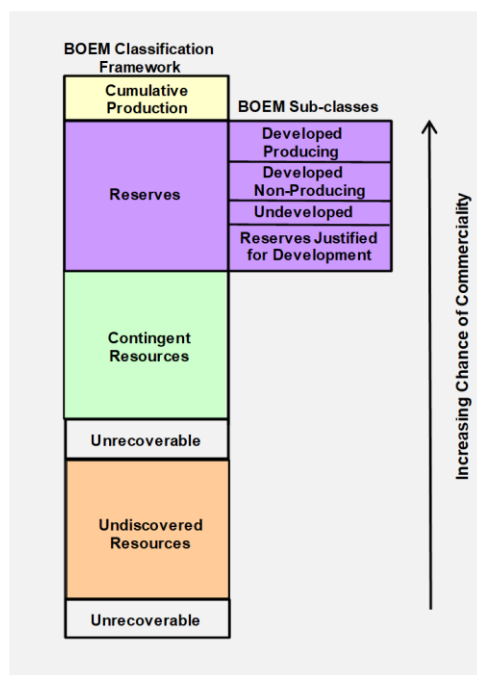 BOEM Classification
Framework
Cumulative
Production
BOEM Sub-classes
Reserves
Developed
Producing
Developed
Non-Producing
Undeveloped
Reserves Justified
for Development
Contingent
Resources
Unrecoverable
Undiscovered
Resources
Unrecoverable
Increasing Chance of Commerciality